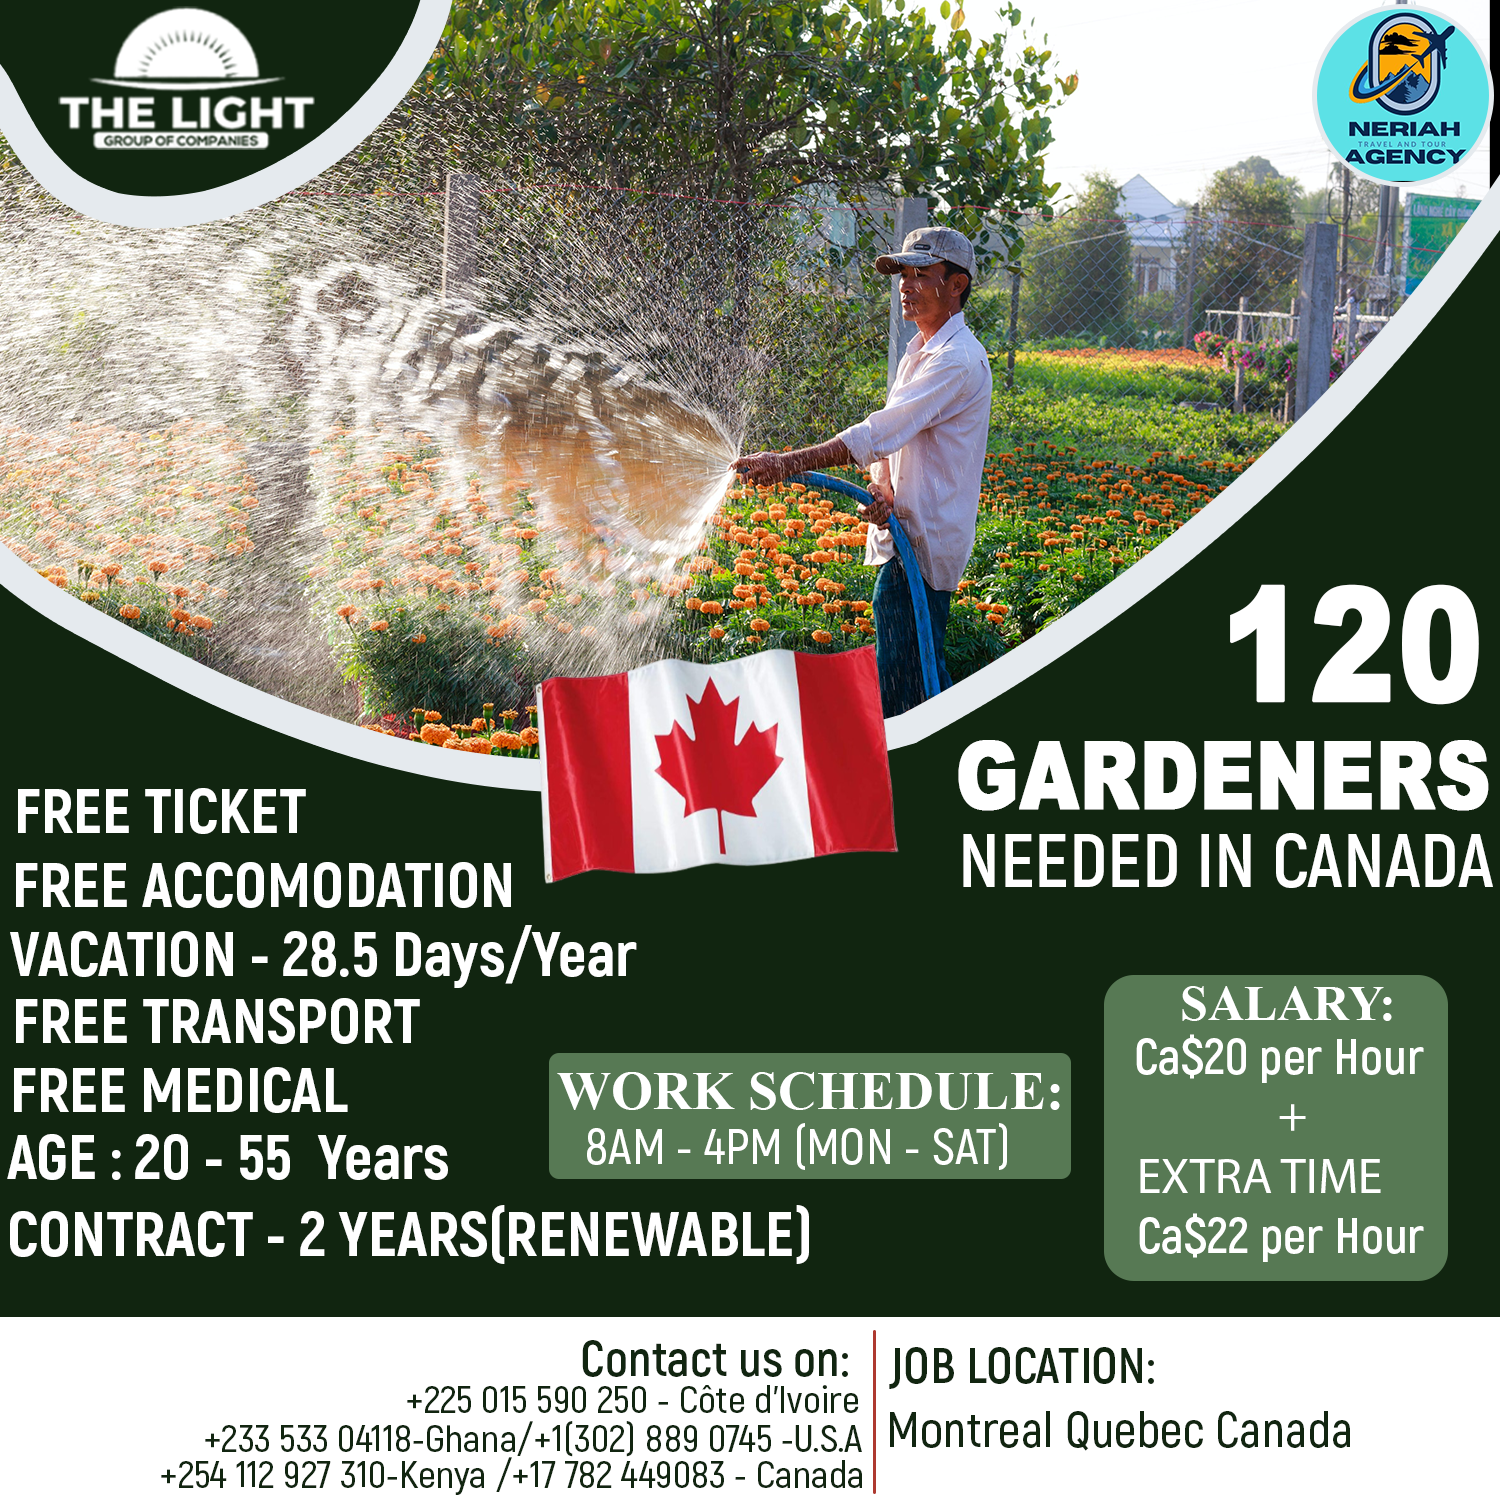 THE LIGHT
GROUP OF COMPANIES
NERIAH
TRAVEL AND TOUR
AGENCY
120
GARDENERS
NEEDED IN CANADA
FREE TICKET
FREE ACCOMODATION
VACATION - 28.5 Days/Year
FREE TRANSPORT
FREE MEDICAL
AGE : 20 - 55 Years
CONTRACT - 2 YEARS(RENEWABLE)
WORK SCHEDULE:
8AM - 4PM (MON - SAT)
SALARY:
Ca$20 per Hour
+
EXTRA TIME
Ca$22 per Hour
Contact us on:
+225 015 590 250 - Côte d'Ivoire
+233 533 04118-Ghana/+1(302) 889 0745 -U.S.A
+254 112 927 310-Kenya /+17 782 449083 - Canada
JOB LOCATION:
Montreal Quebec Canada